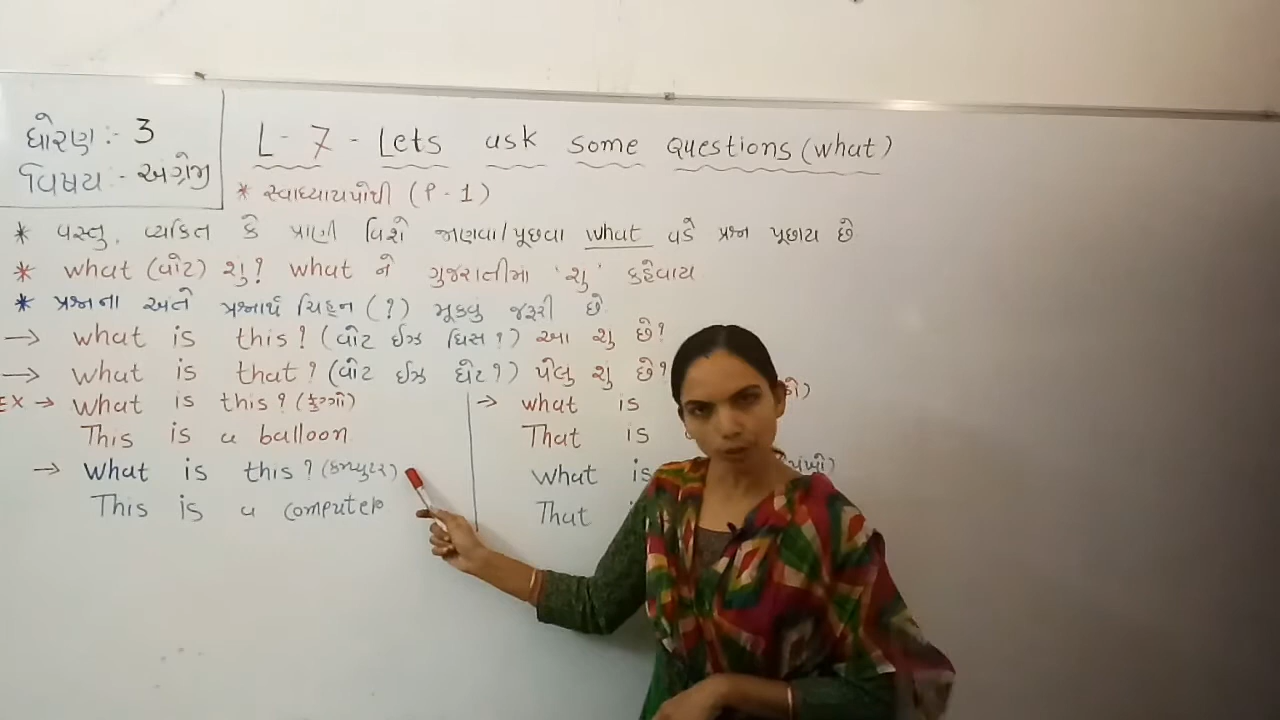 ધોરણ :- 3
વિષય :- અંગ્રેજી
L - 7 - Lets ask some Questions (what)
* સ્વાધ્યાયપોથી (P - 1)
* વસ્તુ, વ્યકિત કે પ્રાણી વિશે જાણવા/પૂછવા what વડે પ્રશ્ન પૂછાય છે
* what (વોટ) શું? what ને ગુજરાતીમાં 'શુ' કહેવાય
* પ્રશ્નના અંતે પ્રશ્નાર્થ ચિહ્ન (?) મૂકવુ જરૂરી છે.
→ what is this? (વોટ ઈઝ ધિસ ?) આ શુ છે?
→ what is that? (વોટ ઈઝ ધેટ ?) પેલુ શું છે?
EX → what is this? (ફુગ્ગો)
This is a balloon
→ What is this? (કમ્પ્યુટર)
This is a computer
→ what is
That is
What is
That